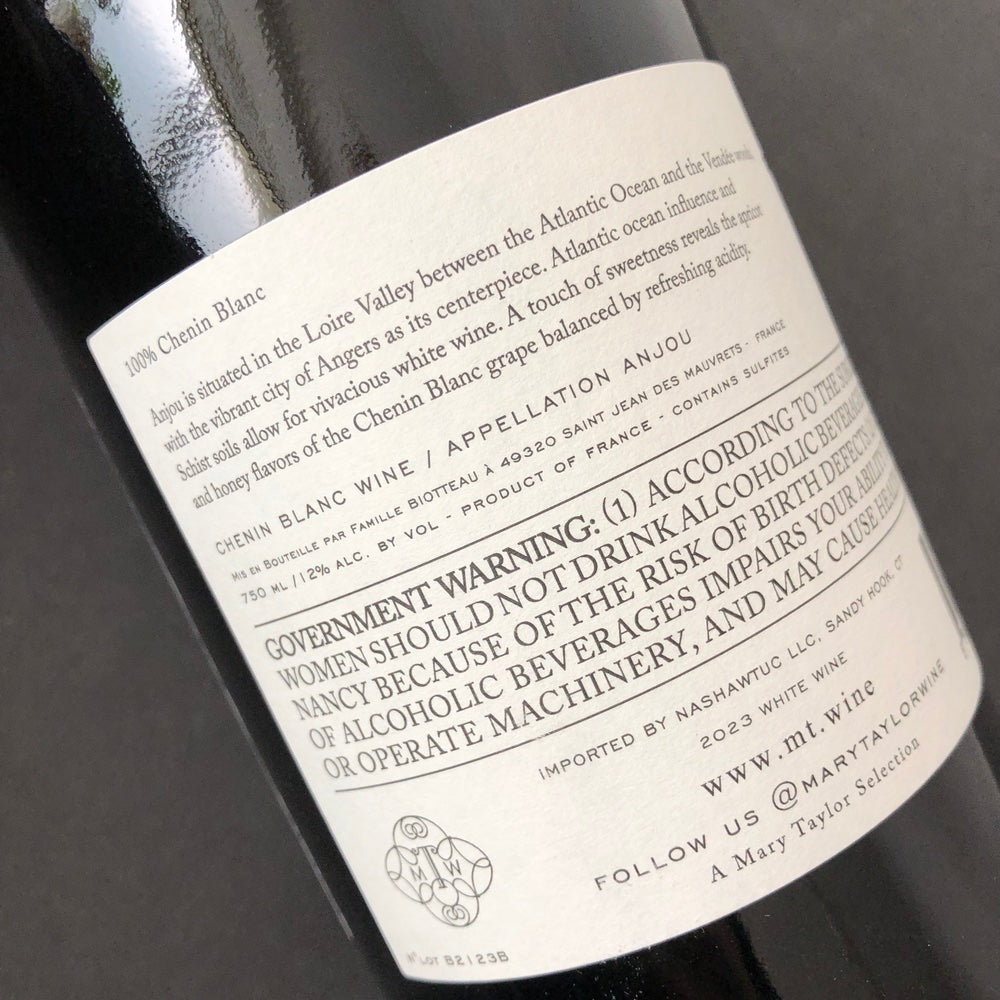 100% Chenin Blanc
Anjou is situated in the Loire Valley between the Atlantic Ocean and the Vendée woods,
with the vibrant city of Angers as its centerpiece. Atlantic ocean influence and
Schist soils allow for vivacious white wine. A touch of sweetness reveals the apricot
and honey flavors of the Chenin Blanc grape balanced by refreshing acidity.
CHENIN BLANC WINE / APPELLATION ANJOU
MIS EN BOUTEILLE PAR FAMILLE BIOTTEAU À 49320 SAINT JEAN DES MAUVRETS - FRANCE
750 ML / 12% ALC. BY VOL - PRODUCT OF FRANCE - CONTAINS SULFITES
GOVERNMENT WARNING: (1) ACCORDING TO THE
WOMEN SHOULD NOT DRINK ALCOHOLIC
NANCY BECAUSE OF THE RISK OF BIRTH DEFECTS.
OF ALCOHOLIC BEVERAGES IMPAIRS YOUR
OR OPERATE MACHINERY, AND MAY CAUSE
IMPORTED BY NASHAWTUC LLC, SANDY HOOK, CT
2023 WHITE WINE
www.mt.wine
FOLLOW US @MARYTAYLORWINE
A Mary Taylor Selection
M T W
N° LOT B2123B